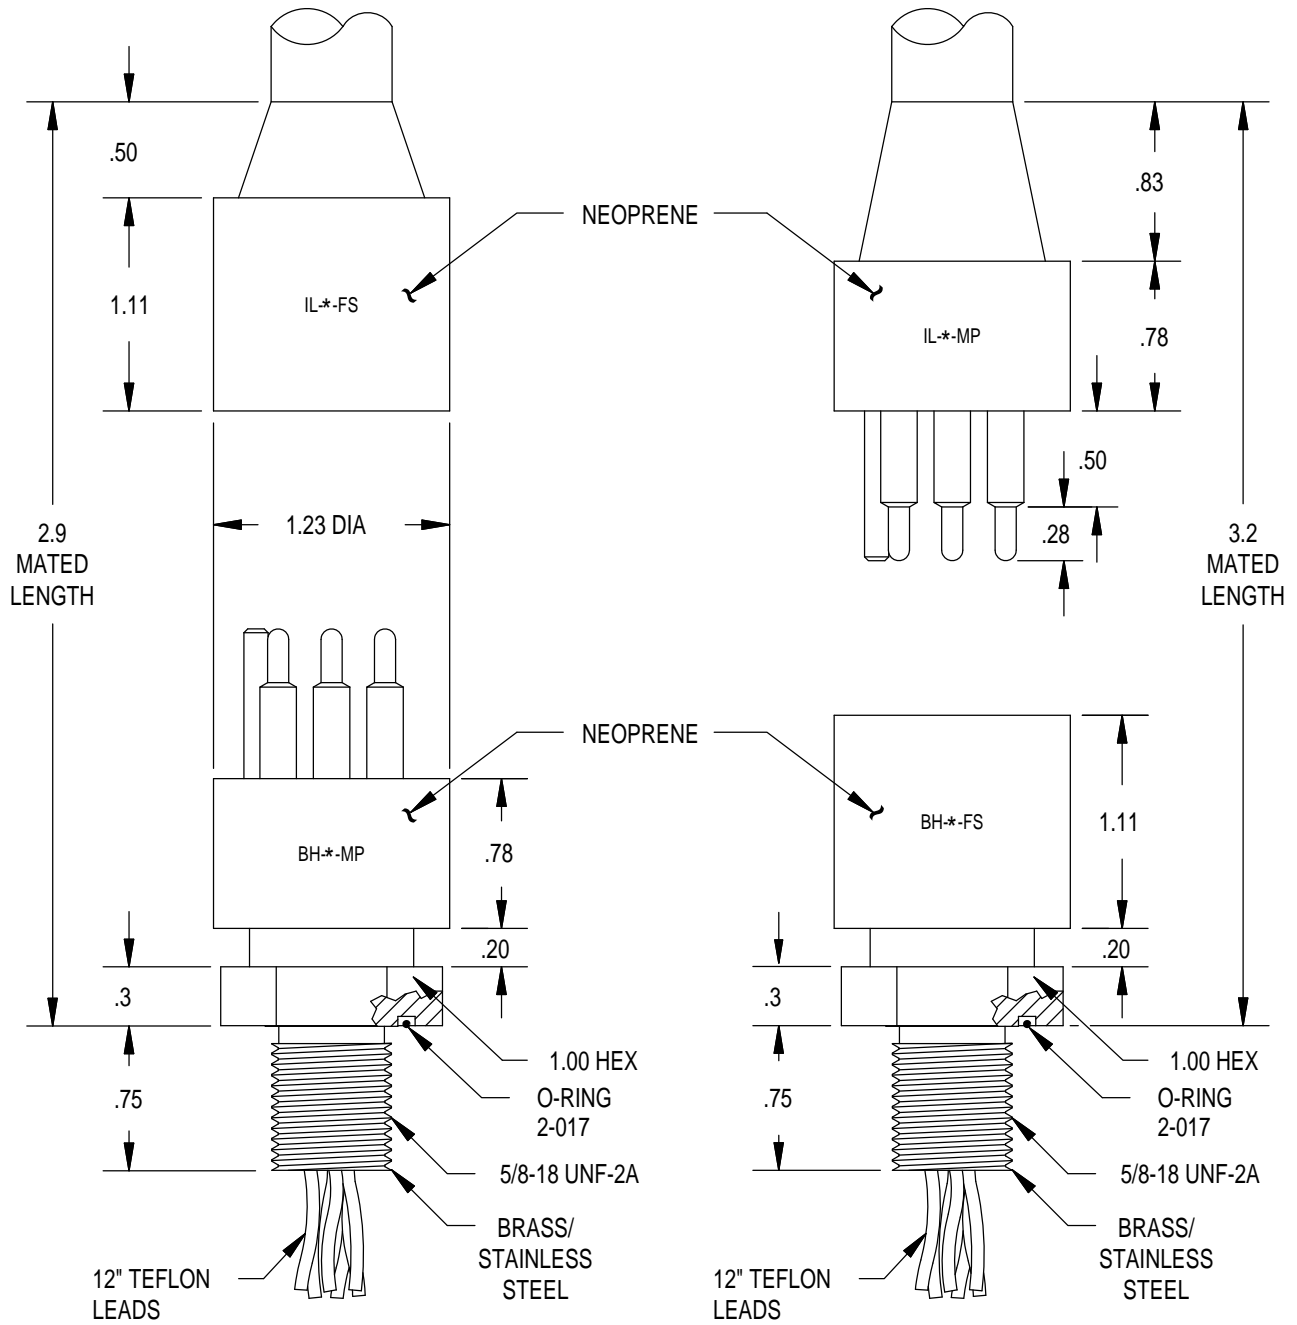 .50
.83
NEOPRENE
1.11
IL-*-FS
IL-*-MP
.78
.50
1.23 DIA
.28
2.9
MATED
LENGTH
3.2
MATED
LENGTH
NEOPRENE
BH-*-MP
.78
BH-*-FS
1.11
.20
.20
.3
.3
1.00 HEX
1.00 HEX
.75
O-RING
2-017
.75
O-RING
2-017
5/8-18 UNF-2A
5/8-18 UNF-2A
BRASS/
STAINLESS
STEEL
BRASS/
STAINLESS
STEEL
12" TEFLON
LEADS
12" TEFLON
LEADS